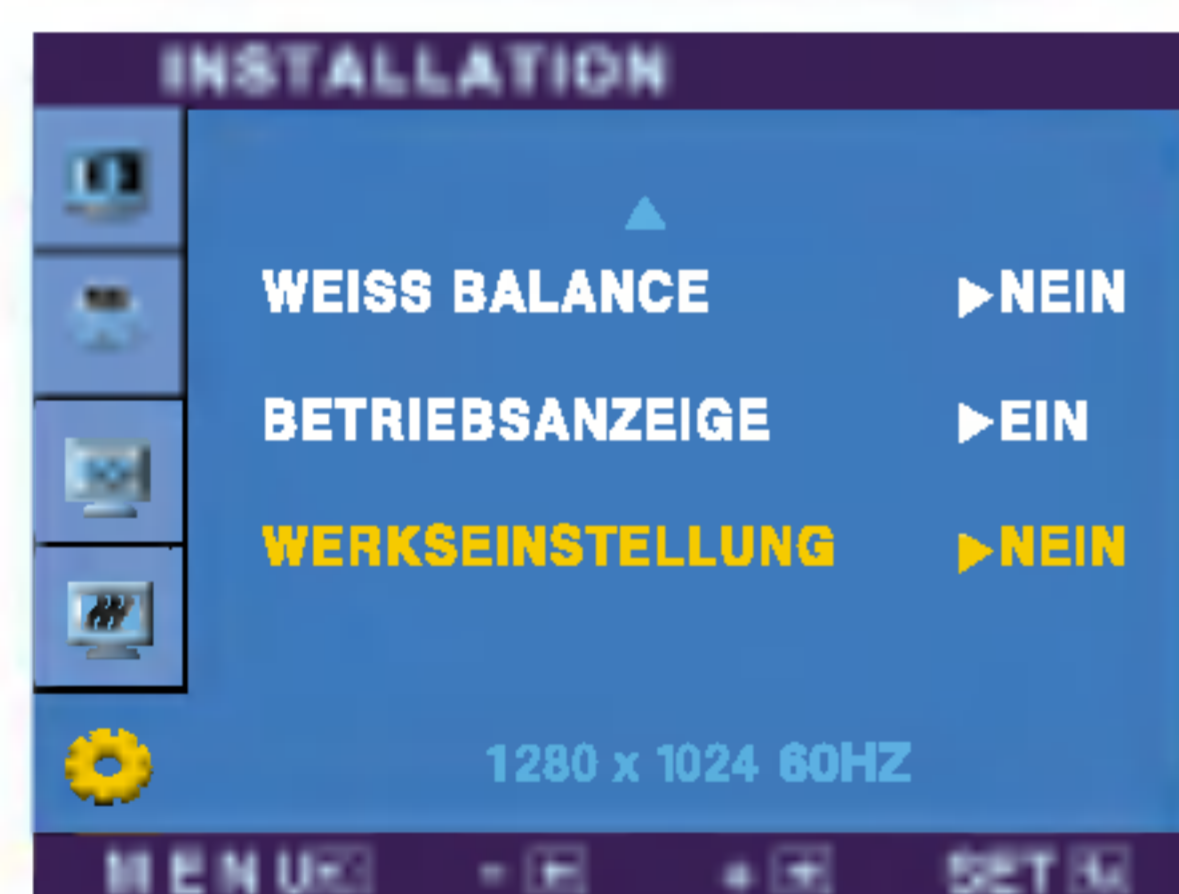 INSTALLATION
WEISS BALANCE ▶NEIN
BETRIEBSANZEIGE ▶EIN
WERKSEINSTELLUNG ▶NEIN
1280 x 1024 60HZ
MENU - + SET